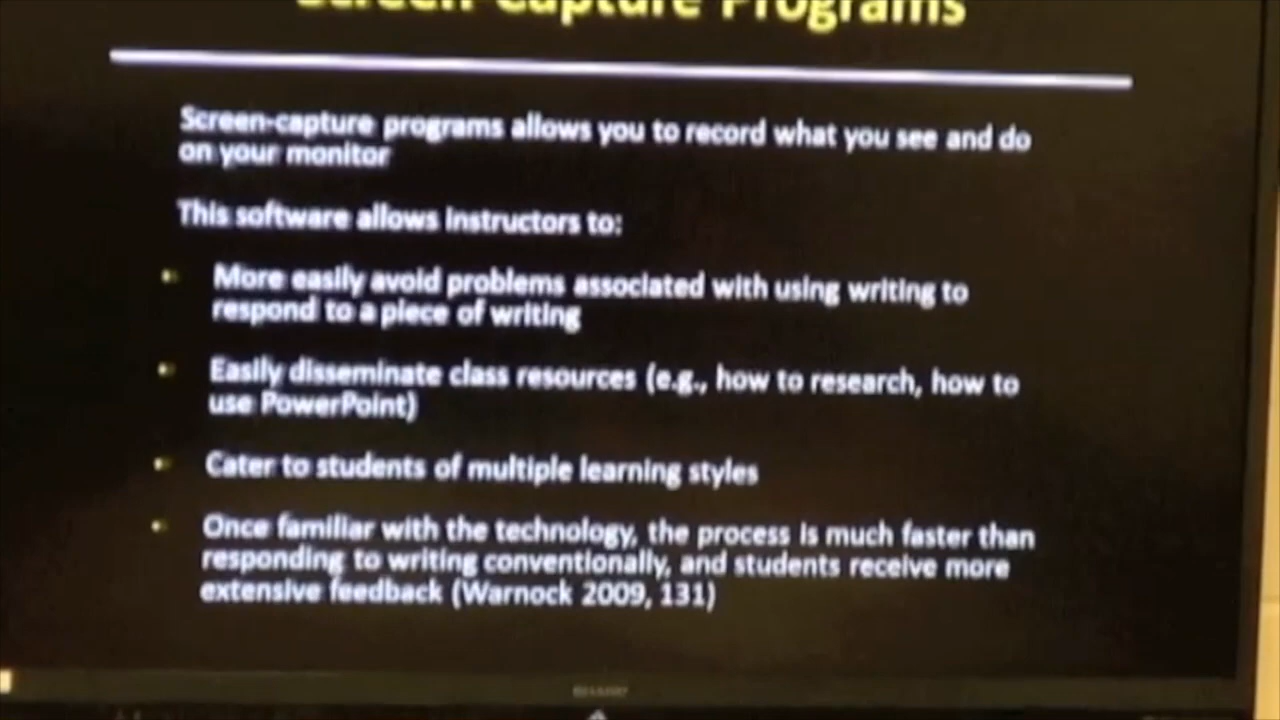 Screen-Capture Programs
Screen-capture programs allows you to record what you see and do
on your monitor
This software allows instructors to:
More easily avoid problems associated with using writing to
respond to a piece of writing
Easily disseminate class resources (e.g., how to research, how to
use PowerPoint)
Cater to students of multiple learning styles
Once familiar with the technology, the process is much faster than
responding to writing conventionally, and students receive more
extensive feedback (Warnock 2009, 131)
SHARP